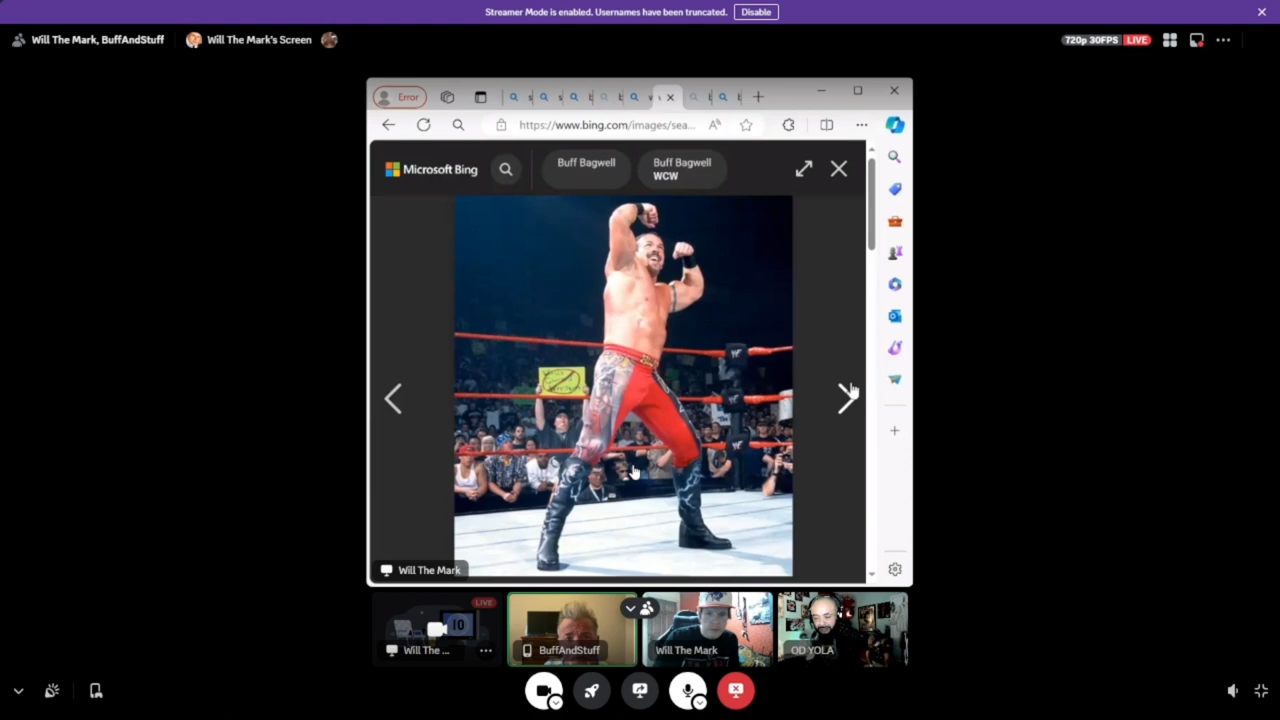 Streamer Mode is enabled. Usernames have been truncated. Disable
Will The Mark, BuffAndStuff
Will The Mark's Screen
720p 30FPS LIVE
Error
https://www.bing.com/images/sea...
Microsoft Bing
Buff Bagwell
Buff Bagwell
WCW
Will The Mark
LIVE
10
Will The ...
BuffAndStuff
Will The Mark
OD YOLA